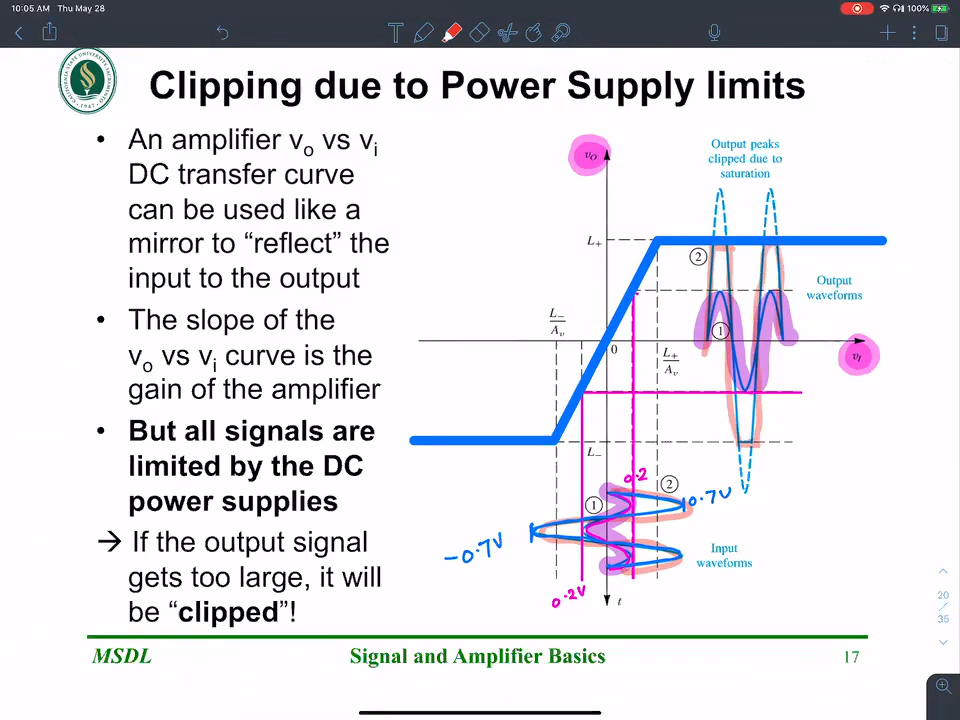 10:05 AM Thu May 28
100%
Clipping due to Power Supply limits
CALIFORNIA STATE UNIVERSITY, SACRAMENTO
1947
• An amplifier vo vs vi
DC transfer curve
can be used like a
mirror to “reflect” the
input to the output
• The slope of the
vo vs vi curve is the
gain of the amplifier
• But all signals are
limited by the DC
power supplies
→ If the output signal
gets too large, it will
be “clipped”!
vO
Output peaks
clipped due to
saturation
L+
2
Output
waveforms
L−
Av
1
0
L+
Av
vI
L−
0.2
1
2
0.7V
-0.7V
Input
waveforms
0.2V
t
20
35
MSDL
Signal and Amplifier Basics
17